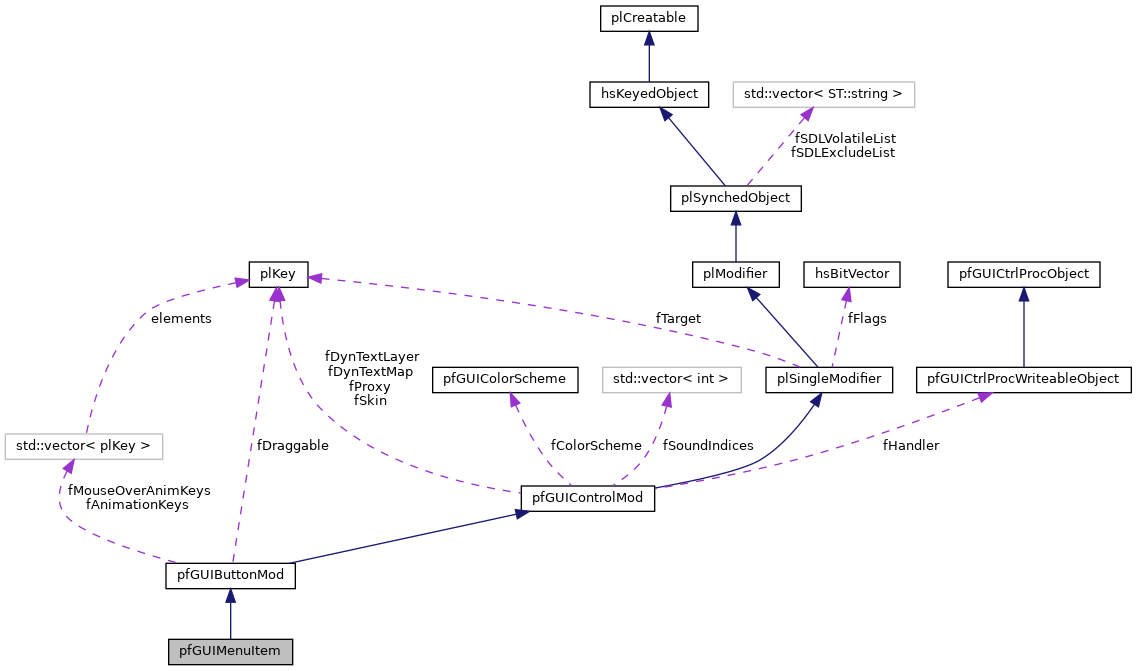 plCreatable
hsKeyedObject
std::vector< ST::string >
fSDLVolatileList
fSDLExcludeList
plSynchedObject
plKey
plModifier
hsBitVector
pfGUICtrlProcObject
elements
fTarget
fFlags
fDynTextLayer
fDynTextMap
fProxy
fSkin
pfGUIColorScheme
std::vector< int >
plSingleModifier
pfGUICtrlProcWriteableObject
std::vector< plKey >
fDraggable
fColorScheme
fSoundIndices
fHandler
fMouseOverAnimKeys
fAnimationKeys
pfGUIControlMod
pfGUIButtonMod
pfGUIMenuItem